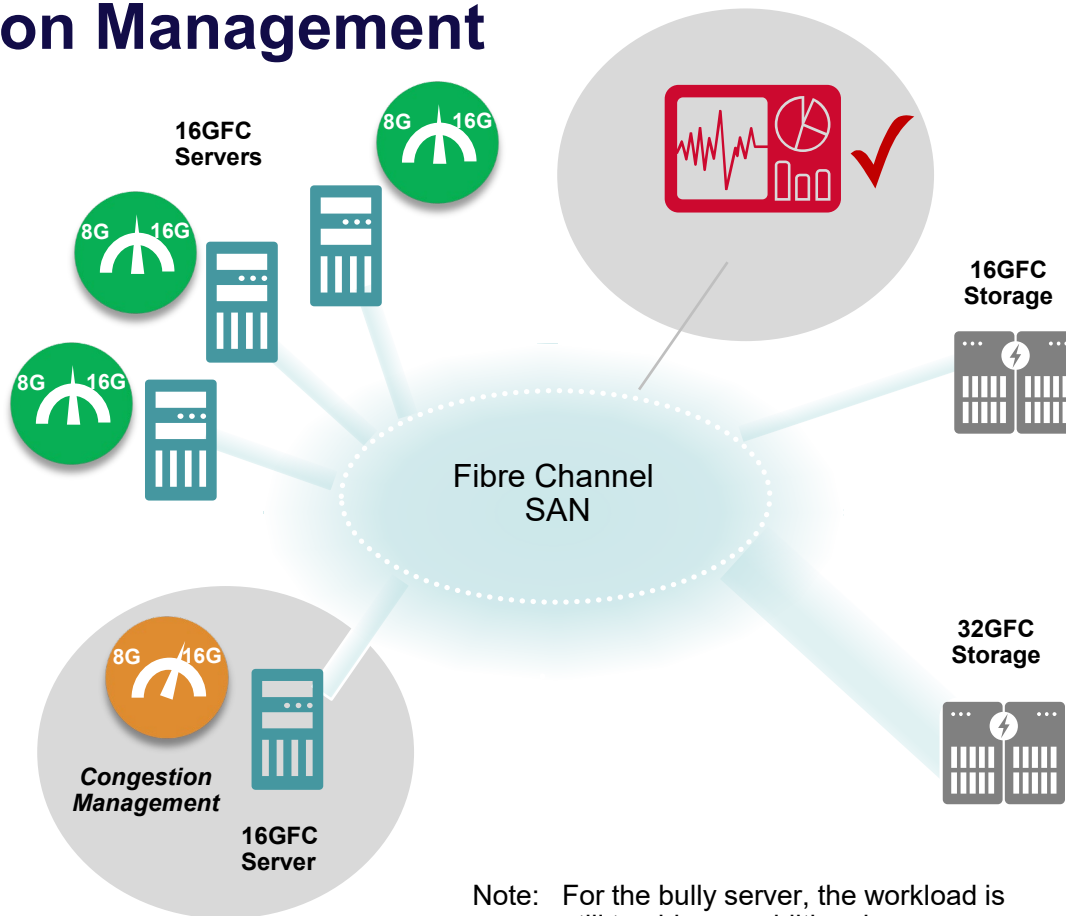 on Management
16GFC
Servers
8G 16G
8G 16G
8G 16G
16GFC
Storage
Fibre Channel
SAN
32GFC
Storage
8G 16G
Congestion
Management
16GFC
Server
Note: For the bully server, the workload is